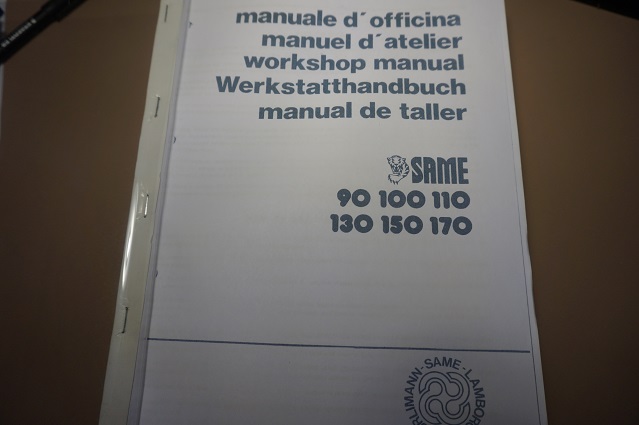 manuale d´officina
manuel d´atelier
workshop manual
Werkstatthandbuch
manual de taller
SAME
90 100 110
130 150 170
-SAME-